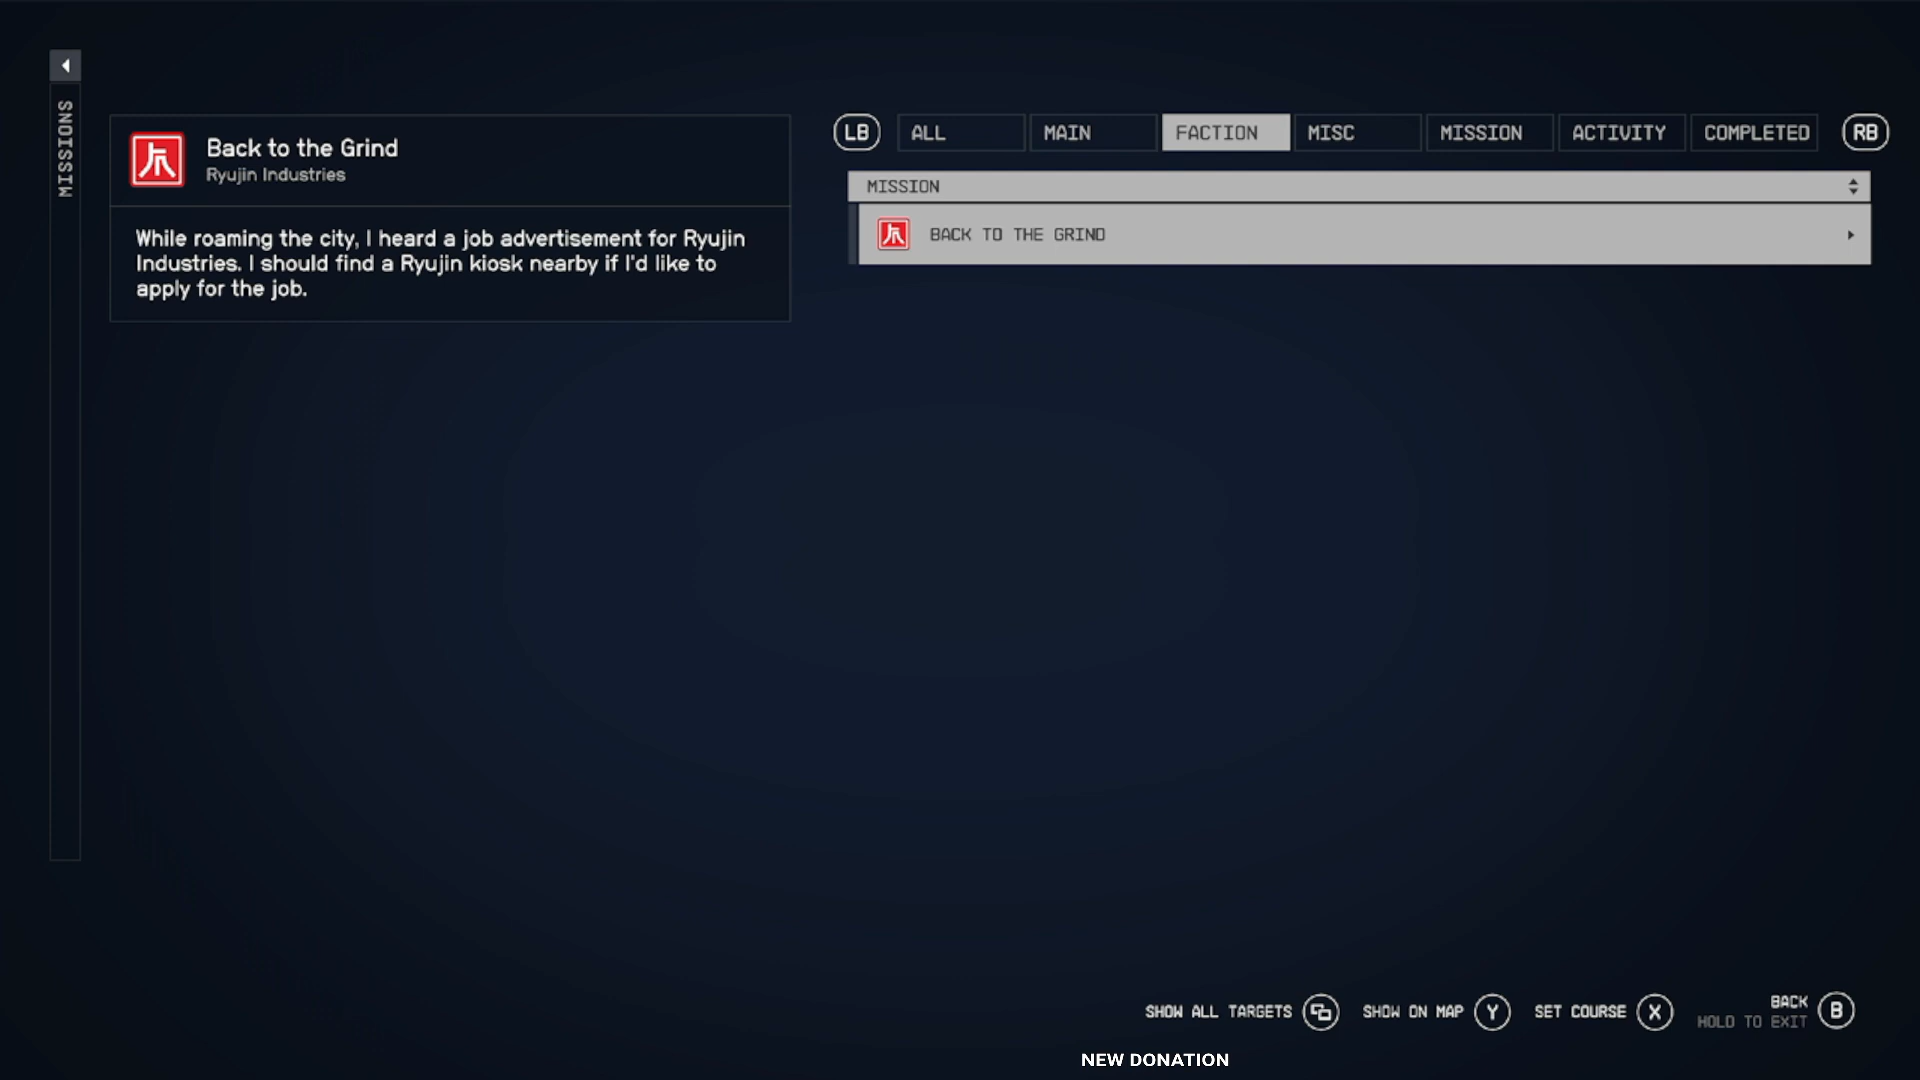 MISSIONS
Back to the Grind
Ryujin Industries
While roaming the city, I heard a job advertisement for Ryujin
Industries. I should find a Ryujin kiosk nearby if I'd like to
apply for the job.
LB ALL MAIN FACTION MISC MISSION ACTIVITY COMPLETED RB
MISSION
BACK TO THE GRIND
SHOW ALL TARGETS SHOW ON MAP Y SET COURSE X BACK B
HOLD TO EXIT
NEW DONATION